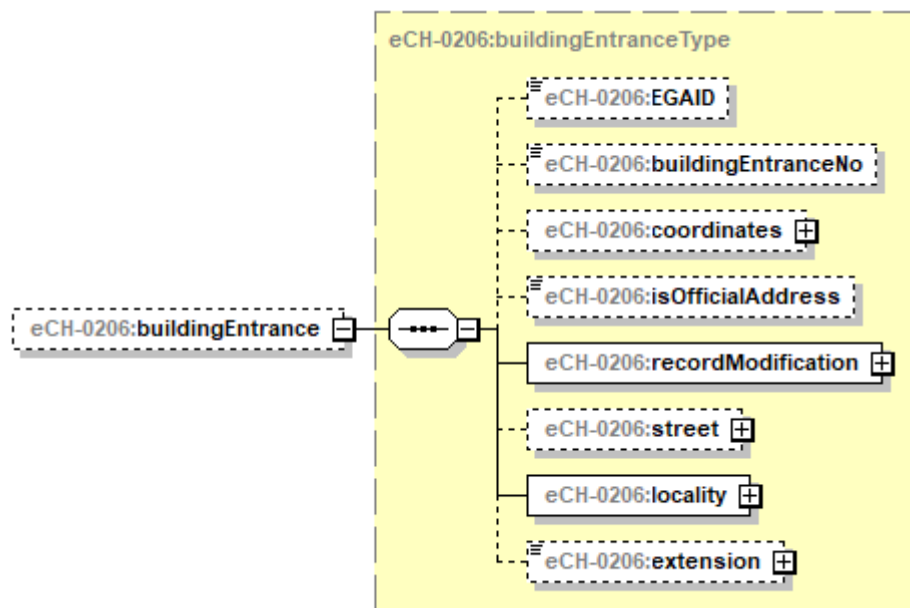 eCH-0206:buildingEntranceType
eCH-0206:EGAID
eCH-0206:buildingEntranceNo
eCH-0206:coordinates
eCH-0206:isOfficialAddress
eCH-0206:buildingEntrance
eCH-0206:recordModification
eCH-0206:street
eCH-0206:locality
eCH-0206:extension